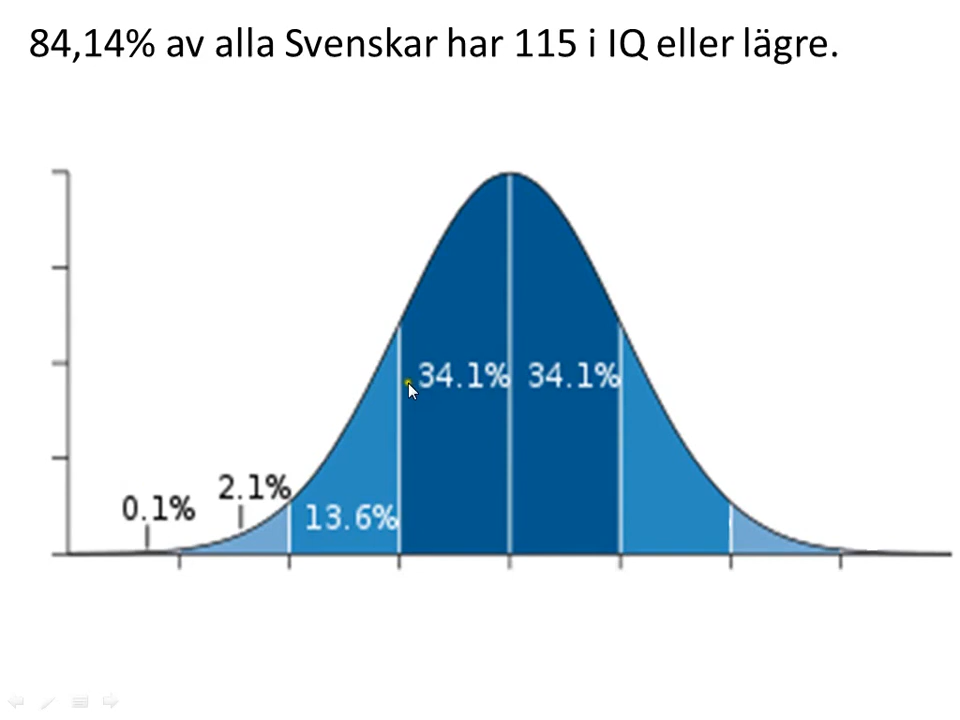 84,14% av alla Svenskar har 115 i IQ eller lägre.
34.1% 34.1%
2.1%
0.1%
13.6%